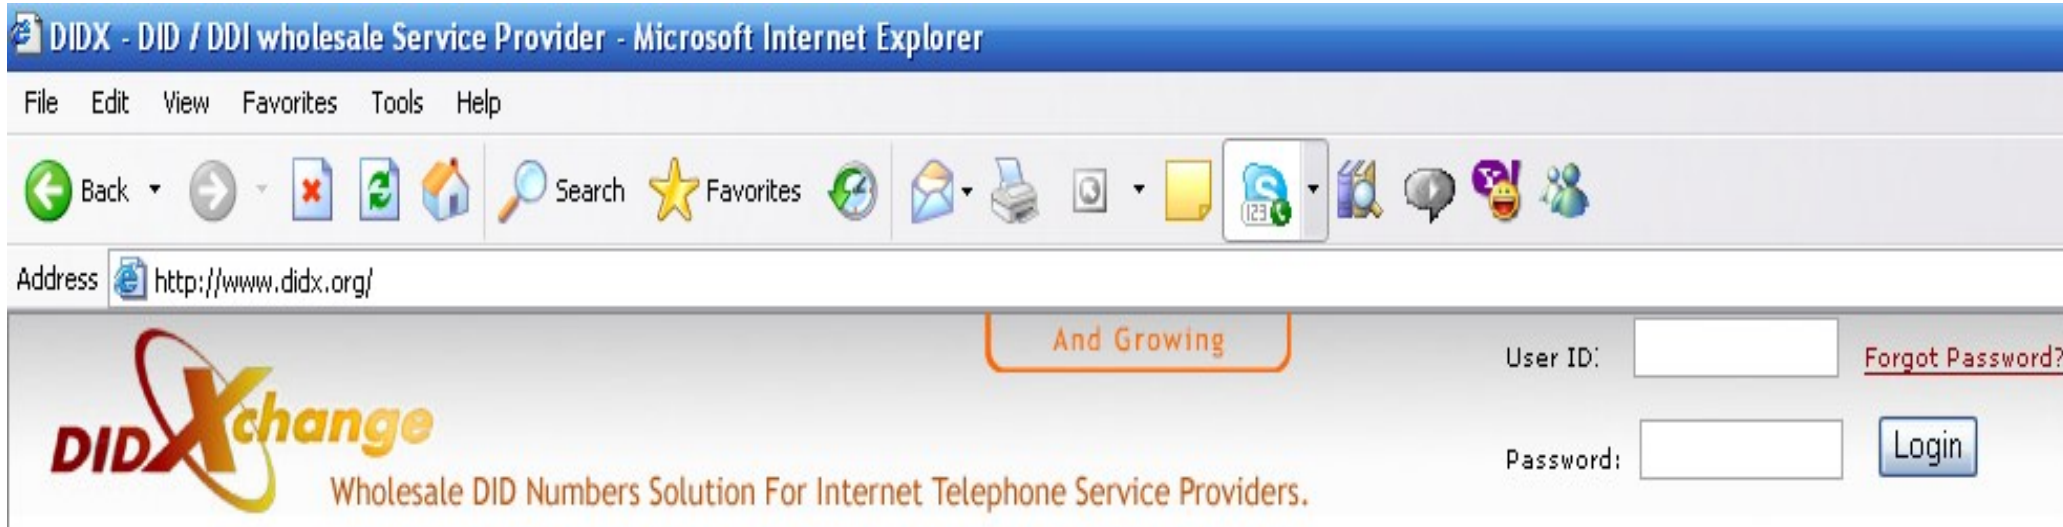 DIDX - DID / DDI wholesale Service Provider - Microsoft Internet Explorer
File Edit View Favorites Tools Help
Back Search Favorites 123
Address http://www.didx.org/
And Growing
User ID: Forgot Password?
DIDXchange
Password: Login
Wholesale DID Numbers Solution For Internet Telephone Service Providers.